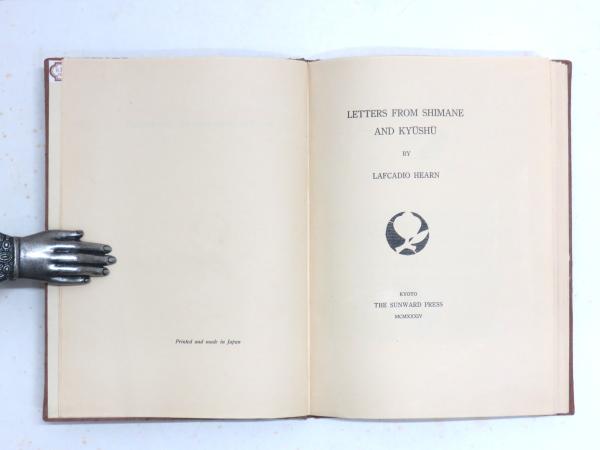 Printed and made in Japan
LETTERS FROM SHIMANE
AND KYŪSHŪ
BY
LAFCADIO HEARN
KYOTO
THE SUNWARD PRESS
MCMXXXIV